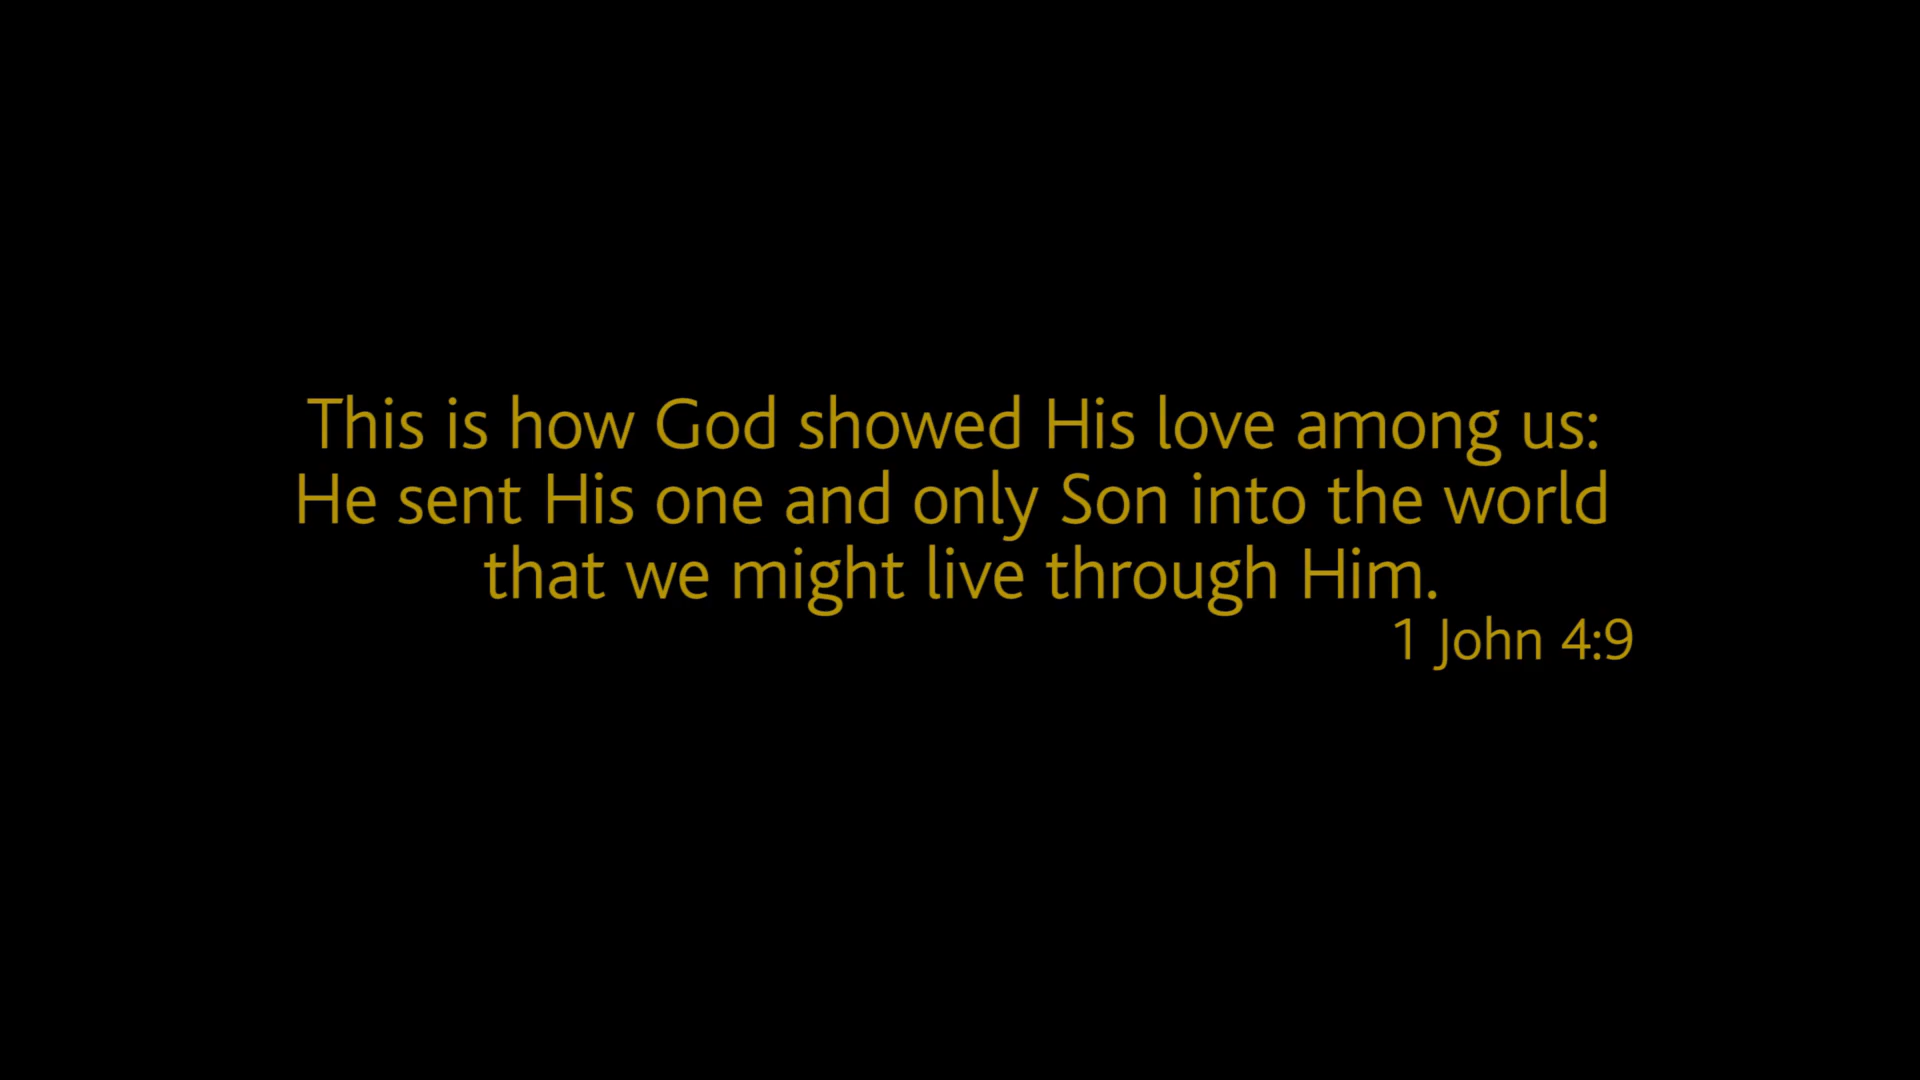 This is how God showed His love among us:
He sent His one and only Son into the world
that we might live through Him.
1 John 4:9